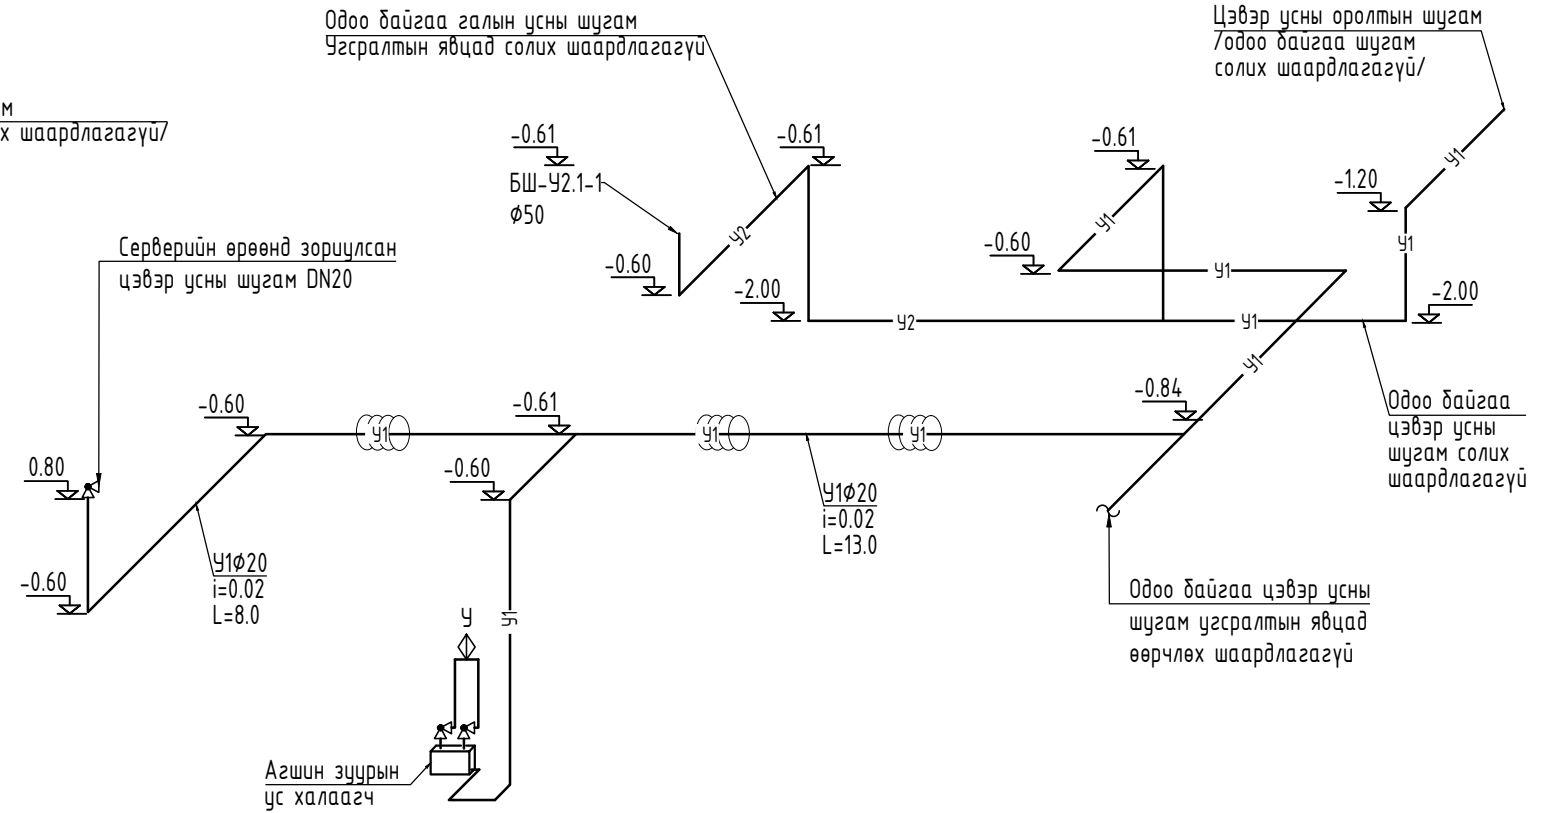 Одоо байгаа галын усны шугам
Угсралтын явцад солих шаардлагагүй
Цэвэр усны оролтын шугам
/одоо байгаа шугам
солих шаардлагагүй/
м
х шаардлагагүй/
-0.61
-0.61
-0.61
БШ-У2.1-1
ϕ50
-1.20
У1
У1
У2
У1
У1
-0.60
-0.60
У1
-2.00
-2.00
У2
У1
Серверийн өрөөнд зориулсан
цэвэр усны шугам DN20
У1
-0.84
-0.60
-0.61
У1
У1
У1
Одоо байгаа
цэвэр усны
шугам солих
шаардлагагүй
0.80
-0.60
У1ϕ20
i=0.02
L=13.0
-0.60
У1ϕ20
i=0.02
L=8.0
У
У1
Одоо байгаа цэвэр усны
шугам угсралтын явцад
өөрчлөх шаардлагагүй
Агшин зуурын
ус халаагч